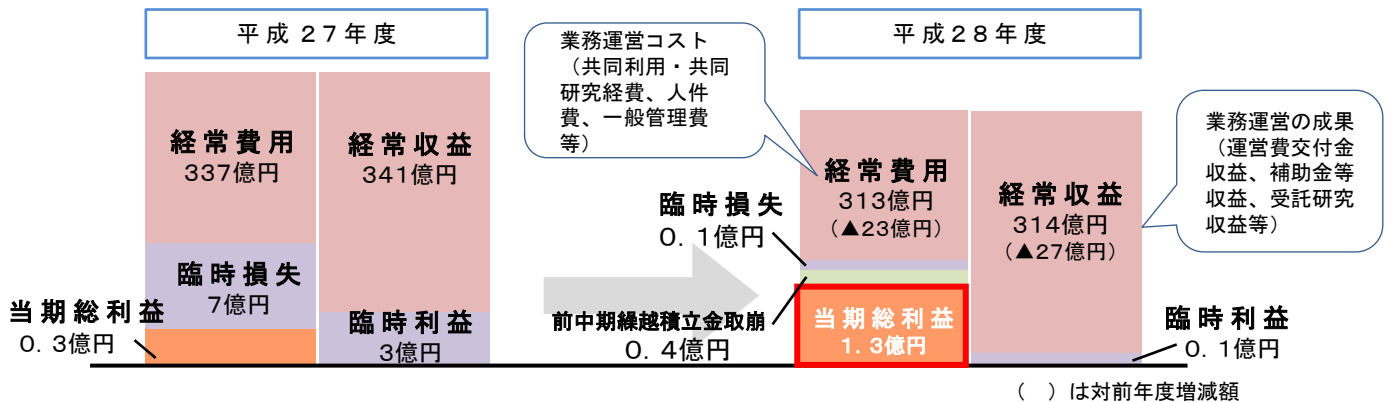 平成 27年度
経常費用
337億円
経常収益
341億円
臨時損失
7億円
当期総利益
0.3億円
臨時利益
3億円
平成28年度
業務運営コスト
(共同利用・共同
研究経費、人件
費、一般管理費
等)
経常費用
313億円
(▲23億円)
臨時損失
0.1億円
前中期繰越積立金取崩
0.4億円
当期総利益
1.3億円
経常収益
314億円
(▲27億円)
業務運営の成果
(運営費交付金
収益、補助金等
収益、受託研究
収益等)
臨時利益
0.1億円
( )は対前年度増減額